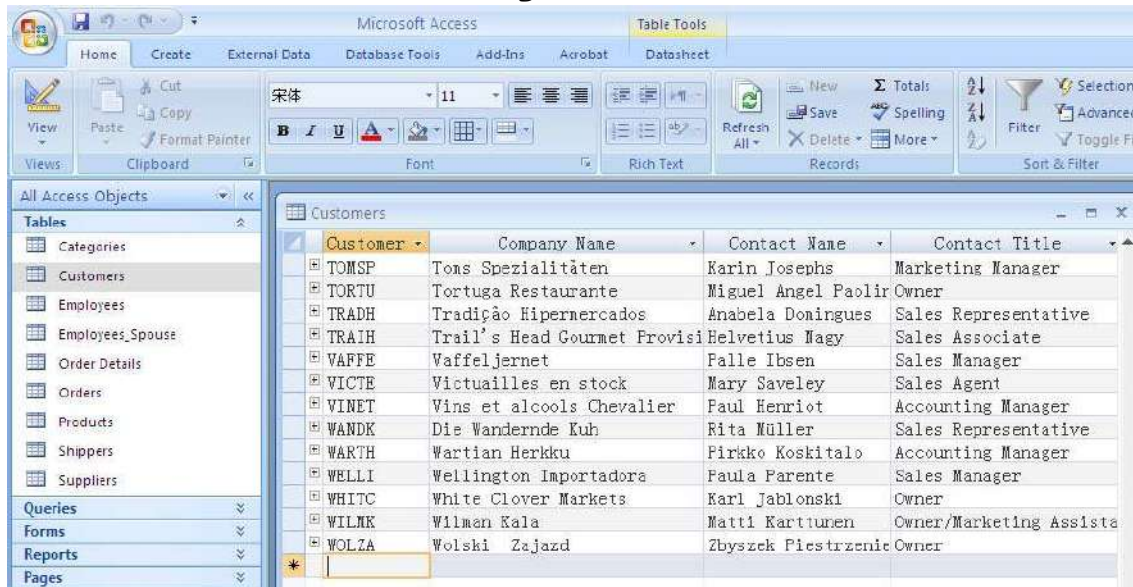 Microsoft Access
Table Tools
Home Create External Data Database Tools Add-Ins Acrobat Datasheet
View
Paste
Cut
Copy
Format Painter
宋体 11
B I U A
Refresh All
New
Save
Delete
Σ Totals
Spelling
More
Filter
Selection
Advanced
Toggle Fi
Views Clipboard Font Rich Text Records Sort & Filter
All Access Objects
Tables
Categories
Customers
Employees
Employees_Spouse
Order Details
Orders
Products
Shippers
Suppliers
Queries
Forms
Reports
Pages
Customers
Customer Company Name Contact Name Contact Title
TOMSP Toms Spezialitäten Karin Josephs Marketing Manager
TORTU Tortuga Restaurante Miguel Angel Paolir Owner
TRADH Tradição Hipermercados Anabela Domingues Sales Representative
TRAIH Trail's Head Gourmet Provisi Helvetius Nagy Sales Associate
VAFFE Vaffeljernet Palle Ibsen Sales Manager
VICTE Victuailles en stock Mary Saveley Sales Agent
VINET Vins et alcools Chevalier Paul Henriot Accounting Manager
WANDK Die Wandernde Kuh Rita Müller Sales Representative
WARTH Wartian Herkku Pirkko Koskitalo Accounting Manager
WELLI Wellington Importadora Paula Parente Sales Manager
WHITC White Clover Markets Karl Jablonski Owner
WILMK Wilman Kala Matti Karttunen Owner/Marketing Assista
WOLZA Wolski Zajazd Zbyszek Piestrzenie Owner